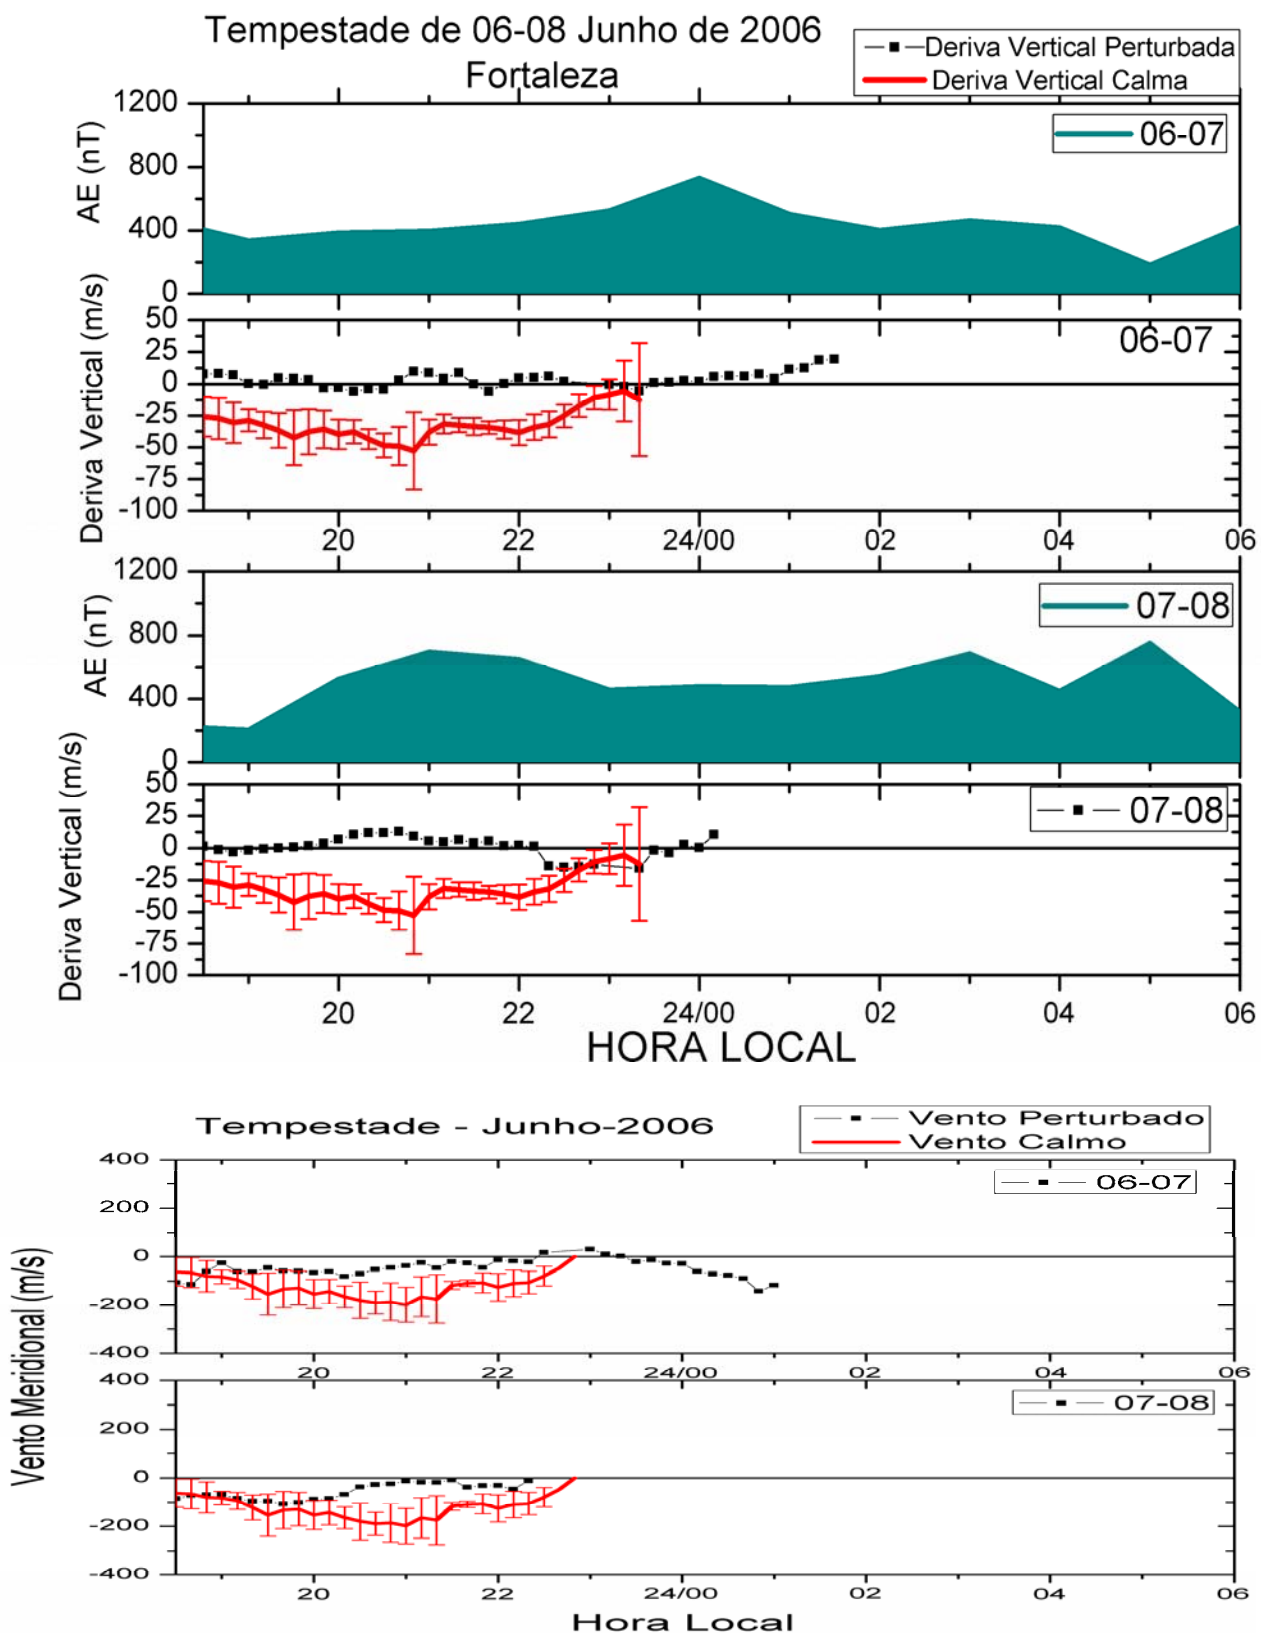 Tempestade de 06-08 Junho de 2006
Fortaleza
Deriva Vertical Perturbada
Deriva Vertical Calma
1200
800
400
0
AE (nT)
06-07
50
25
0
-25
-50
-75
-100
Deriva Vertical (m/s)
06-07
20 22 24/00 02 04 06
1200
800
400
0
AE (nT)
07-08
50
25
0
-25
-50
-75
-100
Deriva Vertical (m/s)
07-08
20 22 24/00 02 04 06
HORA LOCAL
Tempestade - Junho-2006
Vento Perturbado
Vento Calmo
400
200
0
-200
-400
06-07
20 22 24/00 02 04 06
Vento Meridional (m/s)
400
200
0
-200
-400
07-08
20 22 24/00 02 04 06
Hora Local